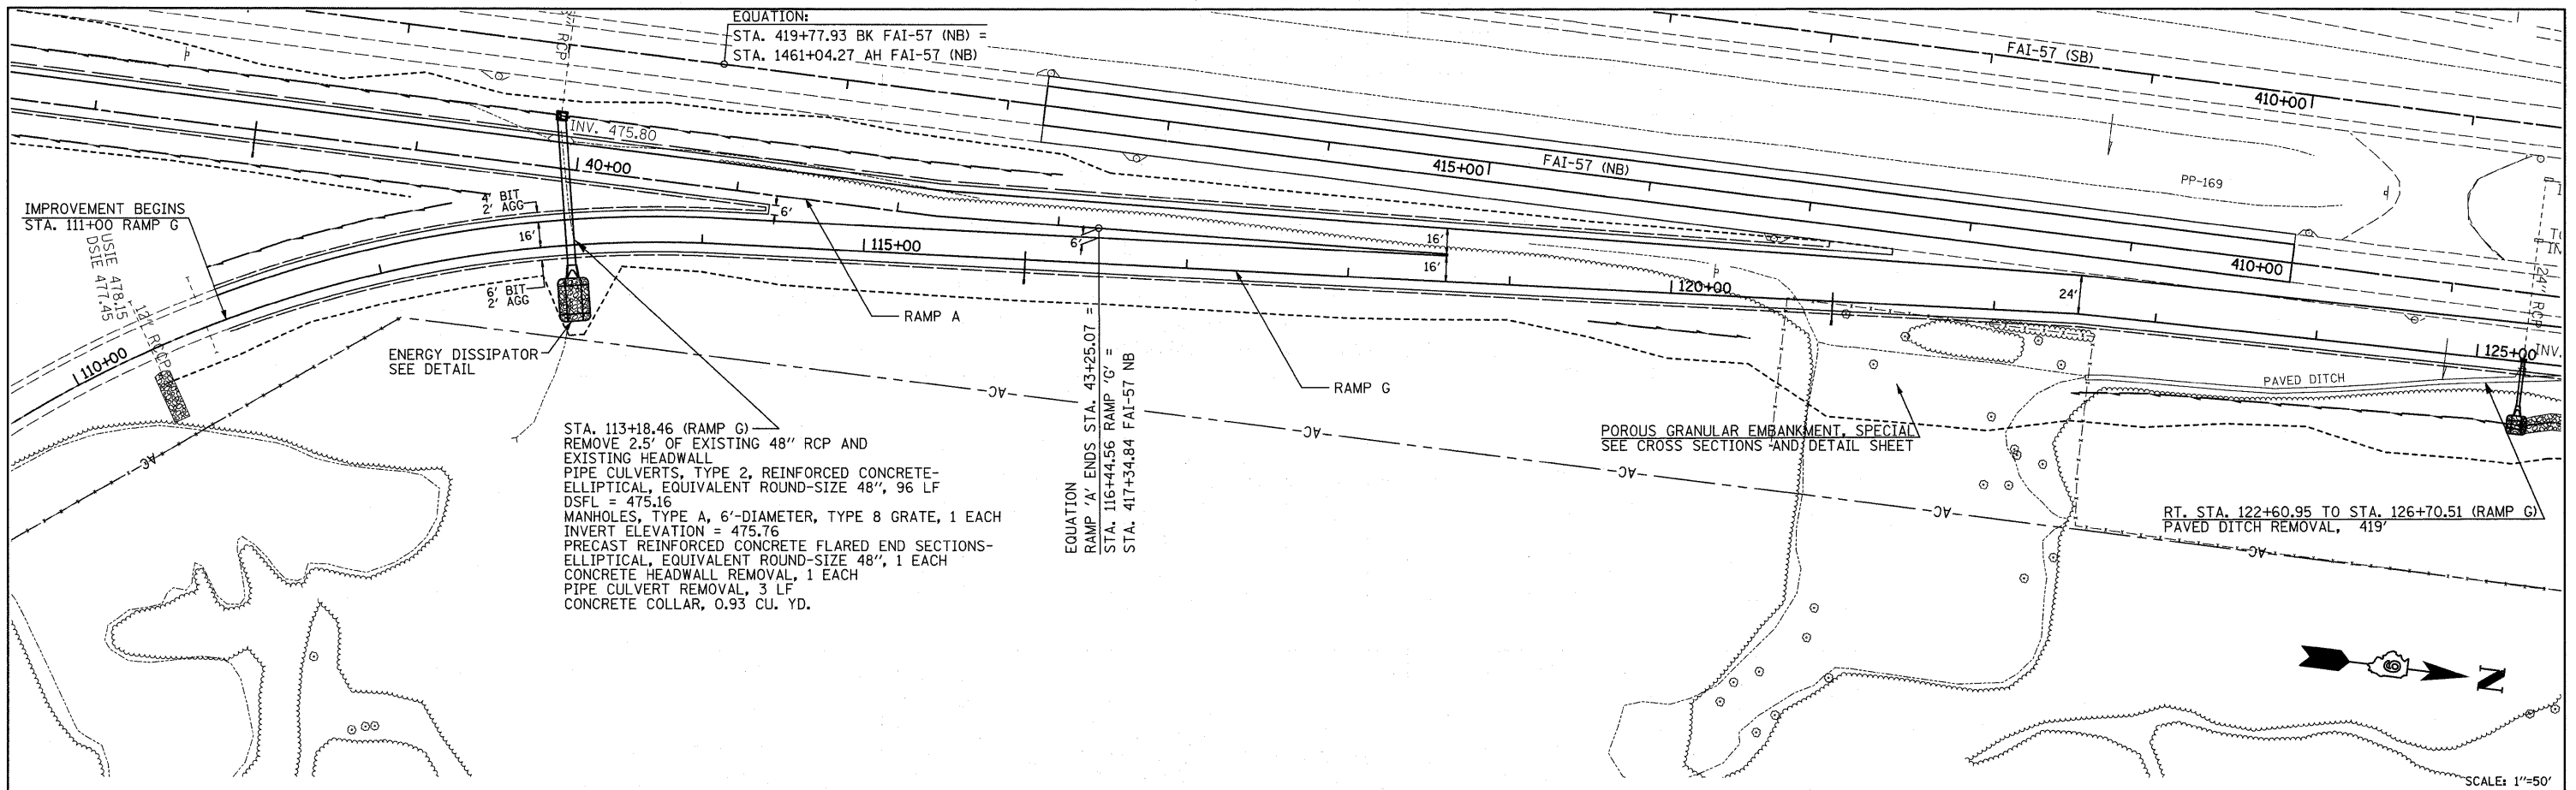 EQUATION:
STA. 419+77.93 BK FAI-57 (NB) =
STA. 1461+04.27 AH FAI-57 (NB)
RCP
FAI-57 (SB)
410+00
INV. 475.80
40+00
415+00
FAI-57 (NB)
PP-169
4' BIT
2' AGG
6'
IMPROVEMENT BEGINS
STA. 111+00 RAMP G
16'
115+00
6'
16'
16'
410+00
24" RCP
USIE 478.15
DSIE 477.45
12" RCCP
6' BIT
2' AGG
120+00
24'
RAMP A
110+00
ENERGY DISSIPATOR
SEE DETAIL
125+00
INV.
RAMP G
PAVED DITCH
AC
AC
AC
AC
AC
AC
EQUATION
RAMP 'A' ENDS STA. 43+25.07 =
STA. 116+44.56 RAMP 'G' =
STA. 417+34.84 FAI-57 NB
STA. 113+18.46 (RAMP G)
REMOVE 2.5' OF EXISTING 48" RCP AND
EXISTING HEADWALL
PIPE CULVERTS, TYPE 2, REINFORCED CONCRETE-
ELLIPTICAL, EQUIVALENT ROUND-SIZE 48", 96 LF
DSFL = 475.16
MANHOLES, TYPE A, 6'-DIAMETER, TYPE 8 GRATE, 1 EACH
INVERT ELEVATION = 475.76
PRECAST REINFORCED CONCRETE FLARED END SECTIONS-
ELLIPTICAL, EQUIVALENT ROUND-SIZE 48", 1 EACH
CONCRETE HEADWALL REMOVAL, 1 EACH
PIPE CULVERT REMOVAL, 3 LF
CONCRETE COLLAR, 0.93 CU. YD.
POROUS GRANULAR EMBANKMENT, SPECIAL
SEE CROSS SECTIONS AND DETAIL SHEET
RT. STA. 122+60.95 TO STA. 126+70.51 (RAMP G)
PAVED DITCH REMOVAL, 419'
N
SCALE: 1"=50'